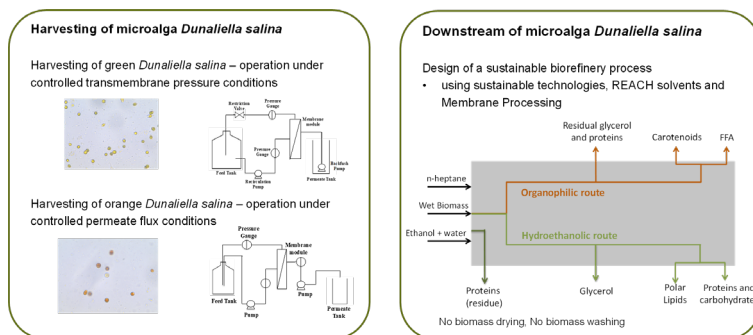 Harvesting of microalga Dunaliella salina
Harvesting of green Dunaliella salina – operation under
controlled transmembrane pressure conditions
Restriction
Valve
Pressure
Gauge
Membrane
module
Pressure
Gauge
Feed Tank
Recirculation
Pump
Backflush
Pump
Permeate Tank
Harvesting of orange Dunaliella salina – operation under
controlled permeate flux conditions
Pressure
Gauge
Membrane
module
Feed Tank
Pump
Pump
Permeate
Tank
Downstream of microalga Dunaliella salina
Design of a sustainable biorefinery process
• using sustainable technologies, REACH solvents and
Membrane Processing
Residual glycerol
and proteins
Carotenoids
FFA
n-heptane
Organophilic route
Wet Biomass
Hydroethanolic route
Ethanol + water
Proteins
(residue)
Glycerol
Polar
Lipids
Proteins and
carbohydrate
No biomass drying, No biomass washing